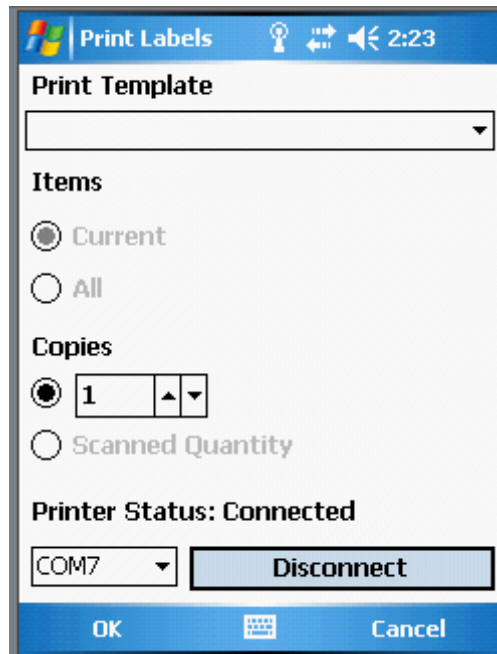 Print Labels 2:23
Print Template
Items
Current
All
Copies
1
Scanned Quantity
Printer Status: Connected
COM7 Disconnect
OK Cancel